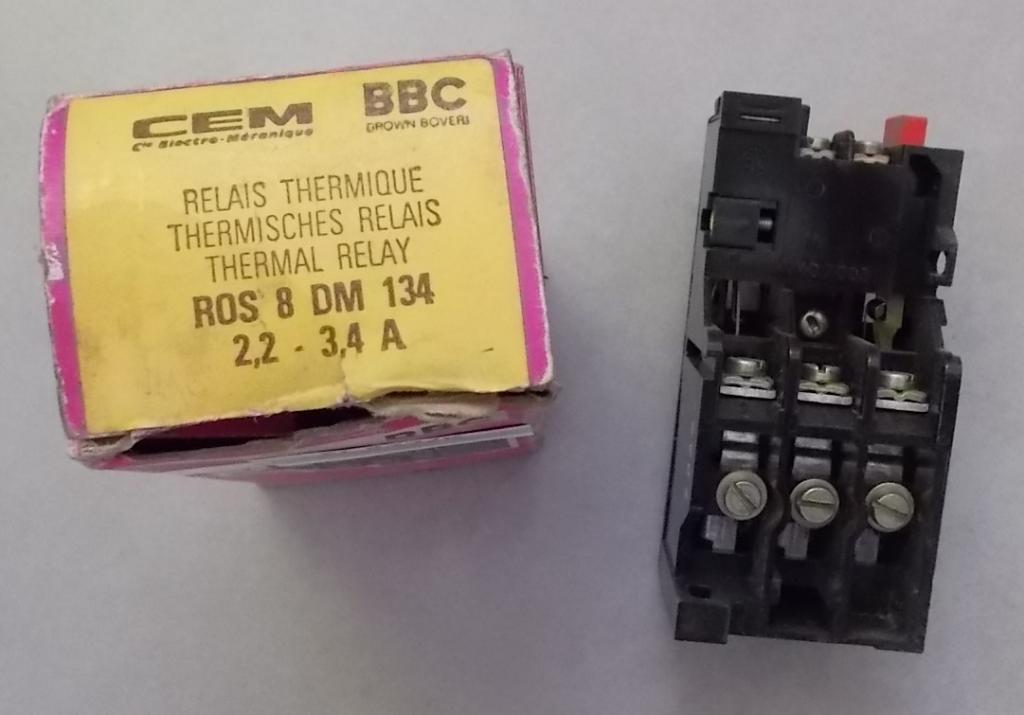 CEM
Cie Electro-Mécanique
BBC
BROWN BOVERI
RELAIS THERMIQUE
THERMISCHES RELAIS
THERMAL RELAY
ROS 8 DM 134
2,2 - 3,4 A